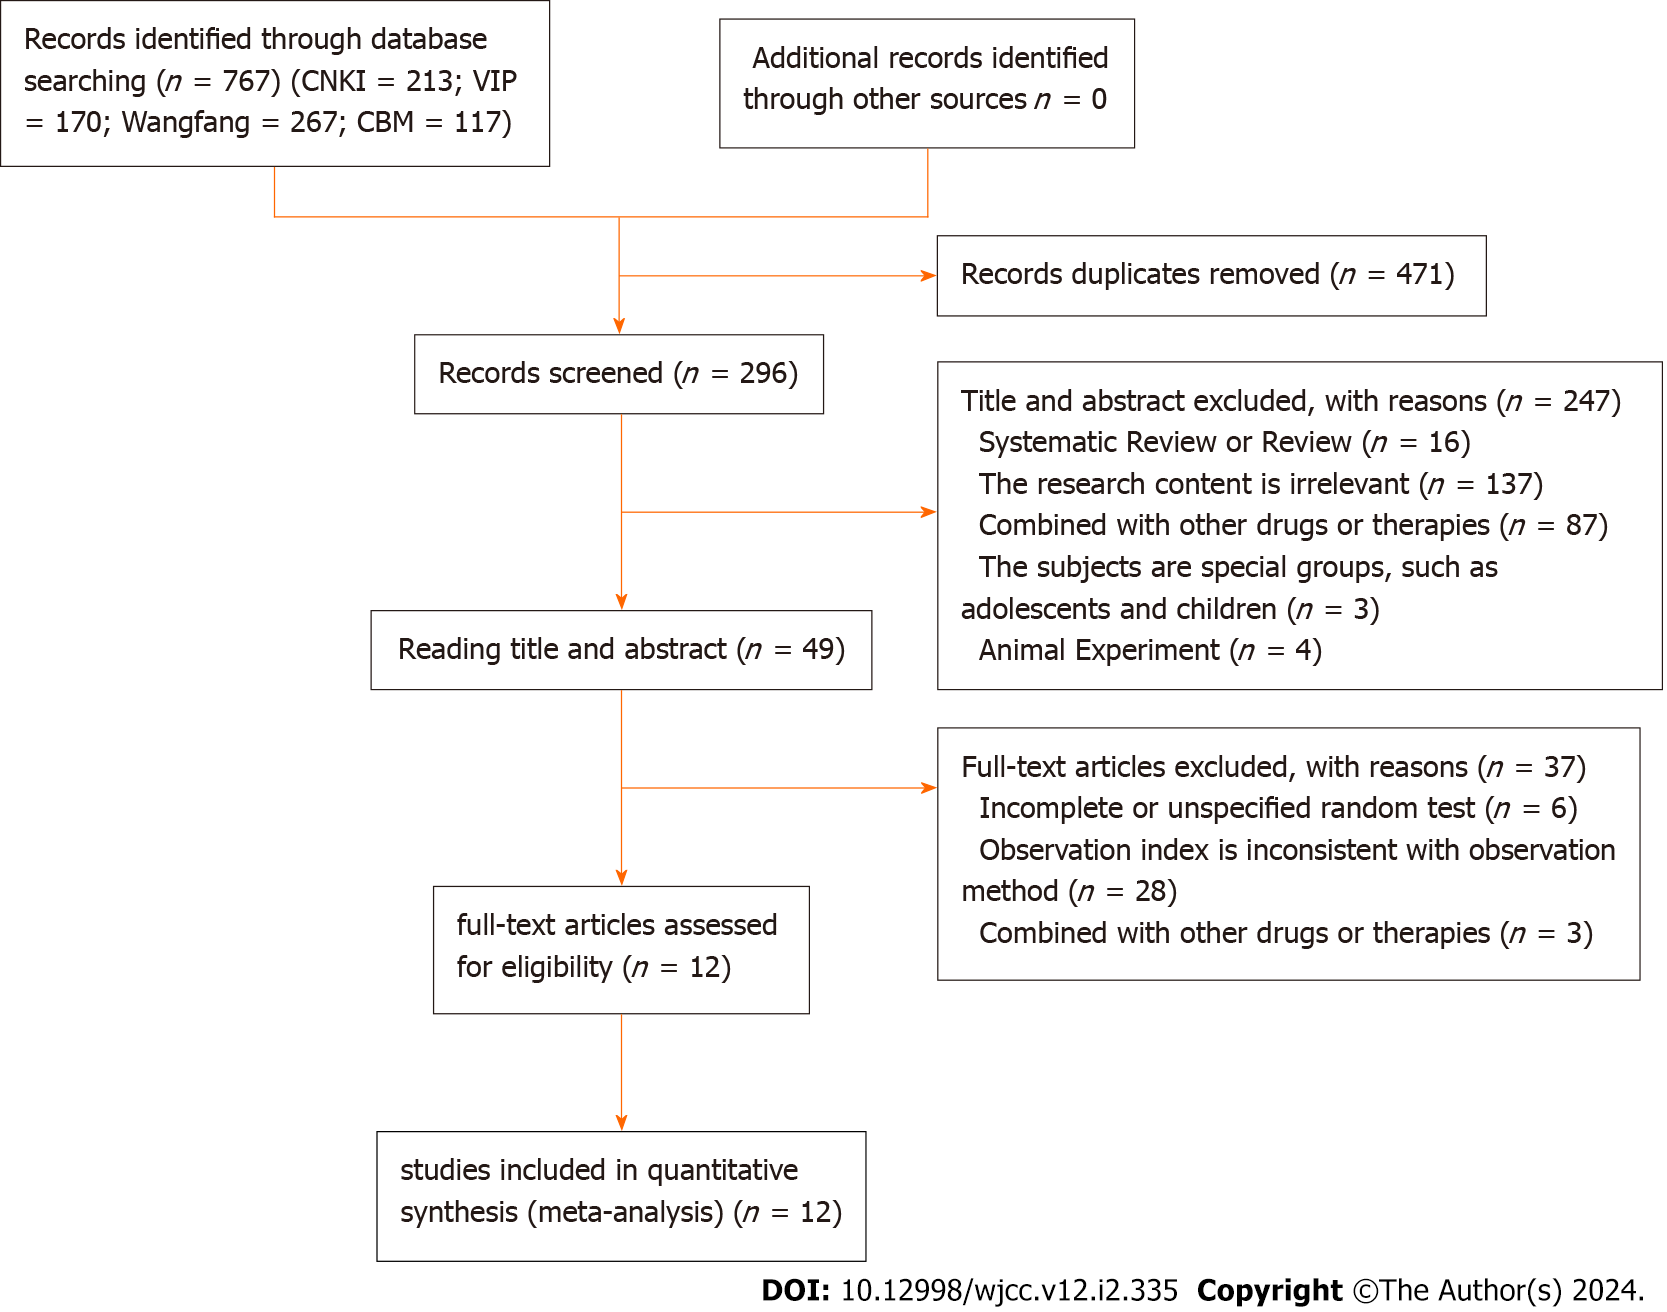 Records identified through database
searching (n = 767) (CNKI = 213; VIP
= 170; Wangfang = 267; CBM = 117)
Additional records identified
through other sources n = 0
Records duplicates removed (n = 471)
Records screened (n = 296)
Title and abstract excluded, with reasons (n = 247)
Systematic Review or Review (n = 16)
The research content is irrelevant (n = 137)
Combined with other drugs or therapies (n = 87)
The subjects are special groups, such as
adolescents and children (n = 3)
Animal Experiment (n = 4)
Reading title and abstract (n = 49)
Full-text articles excluded, with reasons (n = 37)
Incomplete or unspecified random test (n = 6)
Observation index is inconsistent with observation
method (n = 28)
Combined with other drugs or therapies (n = 3)
full-text articles assessed
for eligibility (n = 12)
studies included in quantitative
synthesis (meta-analysis) (n = 12)
DOI: 10.12998/wjcc.v12.i2.335 Copyright ©The Author(s) 2024.